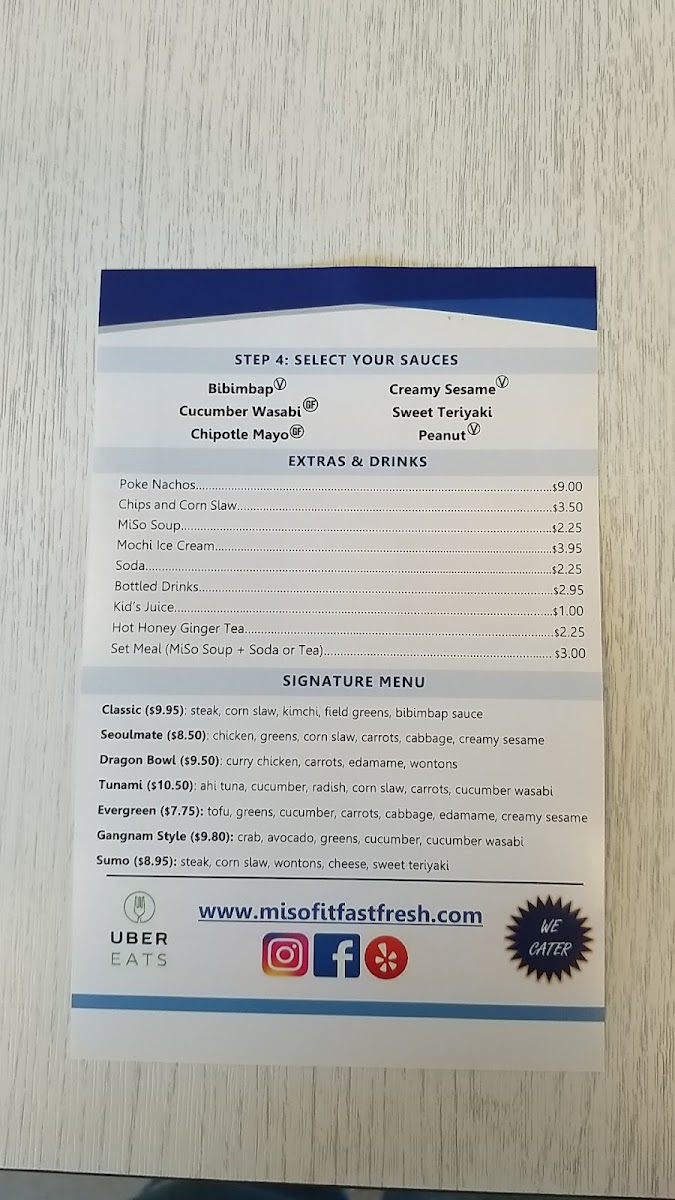 STEP 4: SELECT YOUR SAUCES
Bibimbap V Creamy Sesame V
Cucumber Wasabi GF Sweet Teriyaki
Chipotle Mayo GF Peanut V
EXTRAS & DRINKS
Poke Nachos $9.00
Chips and Corn Slaw $3.50
MiSo Soup $2.25
Mochi Ice Cream $3.95
Soda $2.25
Bottled Drinks $2.95
Kid's Juice $1.00
Hot Honey Ginger Tea $2.25
Set Meal (MiSo Soup + Soda or Tea) $3.00
SIGNATURE MENU
Classic ($9.95): steak, corn slaw, kimchi, field greens, bibimbap sauce
Seoulmate ($8.50): chicken, greens, corn slaw, carrots, cabbage, creamy sesame
Dragon Bowl ($9.50): curry chicken, carrots, edamame, wontons
Tunami ($10.50): ahi tuna, cucumber, radish, corn slaw, carrots, cucumber wasabi
Evergreen ($7.75): tofu, greens, cucumber, carrots, cabbage, edamame, creamy sesame
Gangnam Style ($9.80): crab, avocado, greens, cucumber, cucumber wasabi
Sumo ($8.95): steak, corn slaw, wontons, cheese, sweet teriyaki
UBER
EATS
www.misofitfastfresh.com
WE
CATER